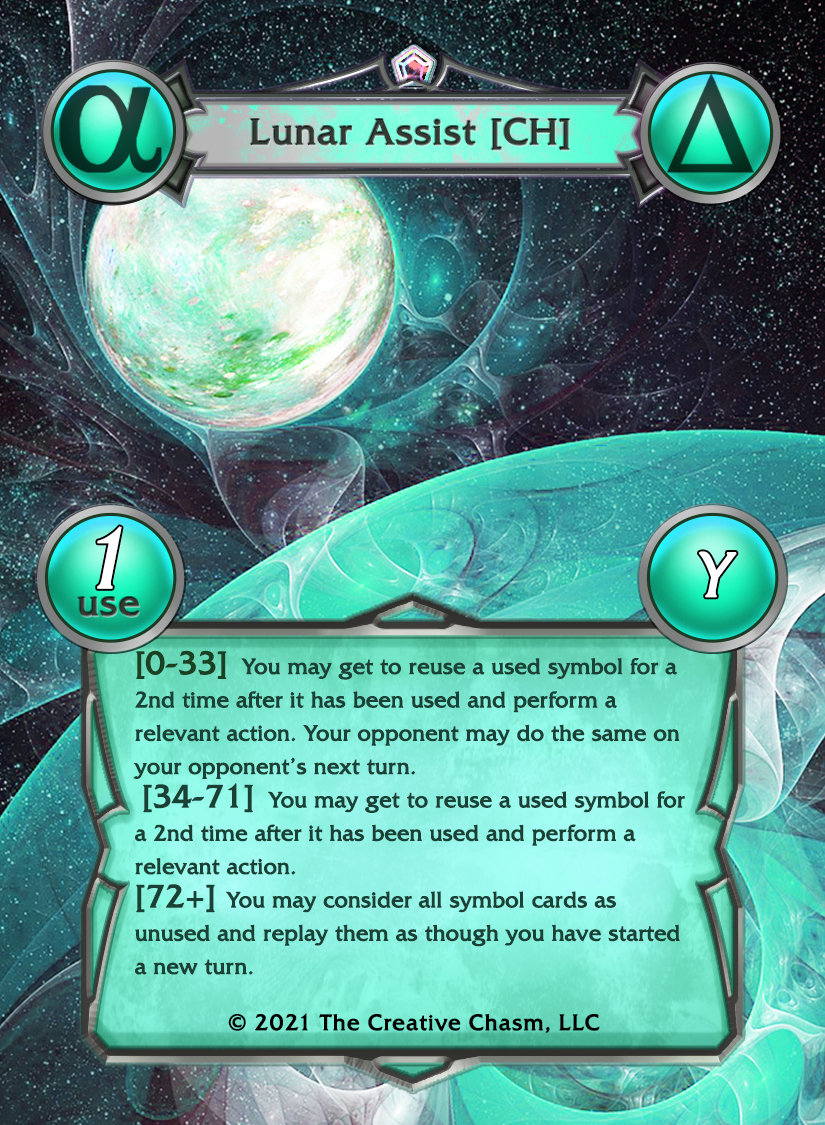 α
Lunar Assist [CH]
Δ
1
use
Y
[0-33] You may get to reuse a used symbol for a
2nd time after it has been used and perform a
relevant action. Your opponent may do the same on
your opponent's next turn.
[34-71] You may get to reuse a used symbol for
a 2nd time after it has been used and perform a
relevant action.
[72+] You may consider all symbol cards as
unused and replay them as though you have started
a new turn.
© 2021 The Creative Chasm, LLC